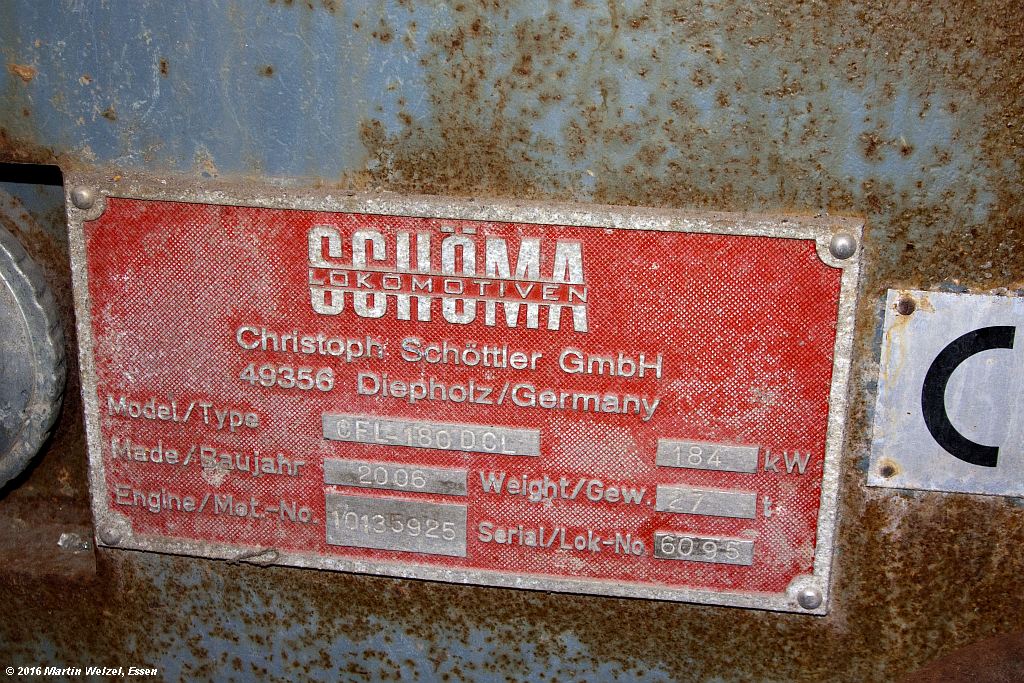 SCHÖMA
LOKOMOTIVEN
Christoph Schöttler GmbH
49356 Diepholz/Germany
Model/Type CFL-180DCL 184 kW
Made/Baujahr 2006 Weight/Gew. 27 t
Engine/Mot.-No. 10135925 Serial/Lok-No. 6095
C
© 2016 Martin Welzel, Essen